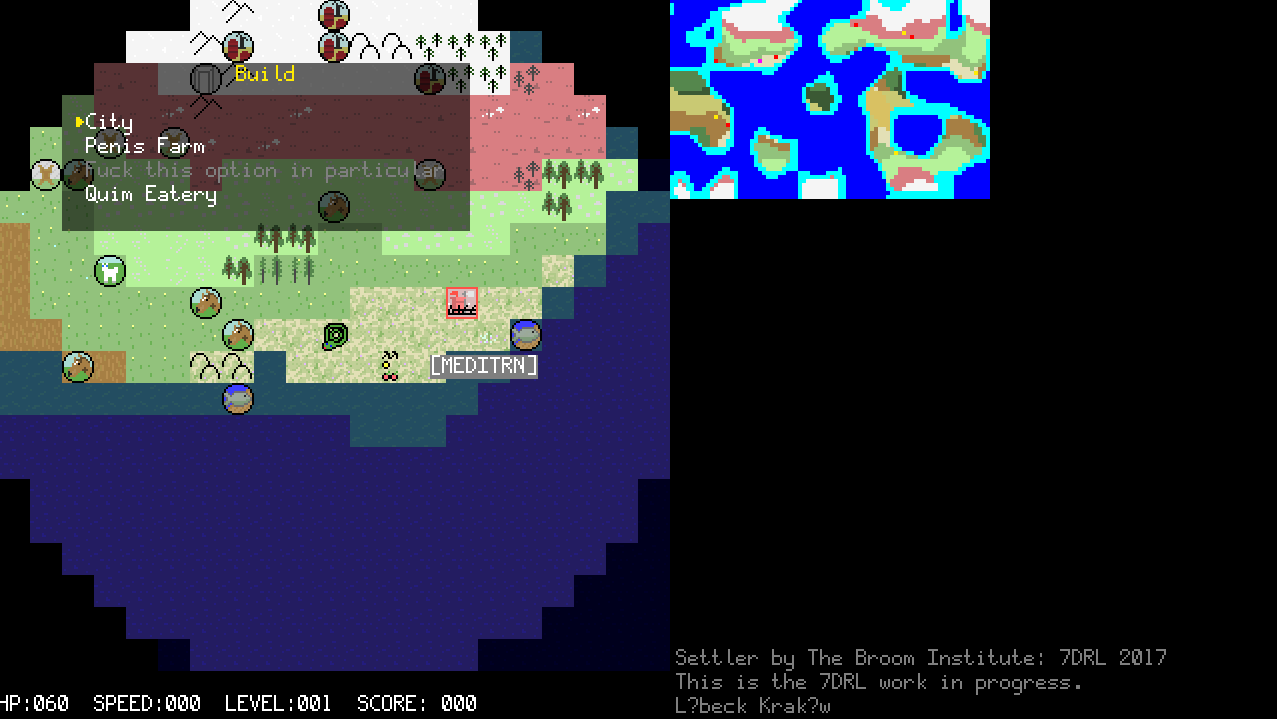 Build
City
Penis Farm
Fuck this option in particular
Quim Eatery
[MEDITRN]
Settler by The Broom Institute: 7DRL 2017
This is the 7DRL work in progress.
L?beck Krak?w
HP:060 SPEED:000 LEVEL:001 SCORE: 000